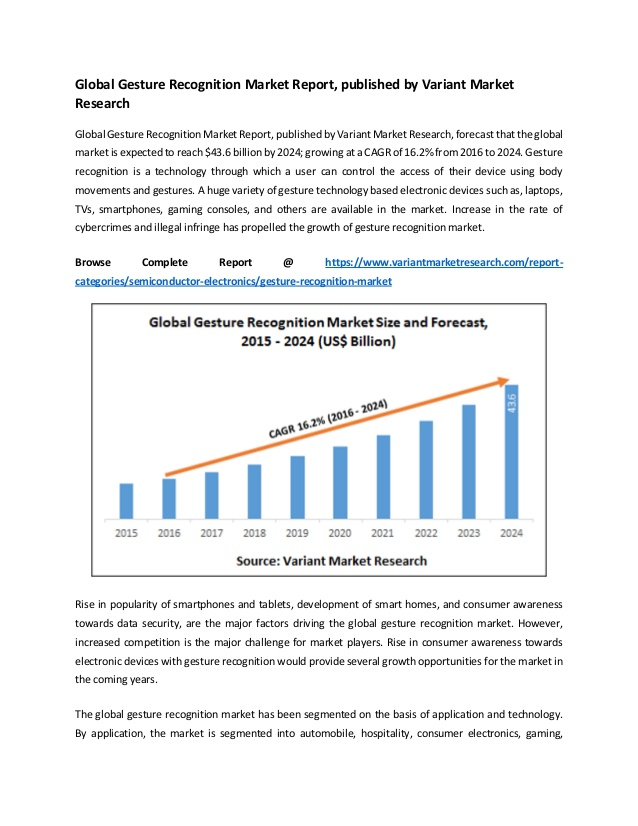 Global Gesture Recognition Market Report, published by Variant Market
Research
Global Gesture Recognition Market Report, published by Variant Market Research, forecast that the global
market is expected to reach $43.6 billion by 2024; growing at a CAGR of 16.2% from 2016 to 2024. Gesture
recognition is a technology through which a user can control the access of their device using body
movements and gestures. A huge variety of gesture technology based electronic devices such as, laptops,
TVs, smartphones, gaming consoles, and others are available in the market. Increase in the rate of
cybercrimes and illegal infringe has propelled the growth of gesture recognition market.
Browse Complete Report @ https://www.variantmarketresearch.com/report-
categories/semiconductor-electronics/gesture-recognition-market
Global Gesture Recognition Market Size and Forecast,
2015 - 2024 (US$ Billion)
CAGR 16.2% (2016 - 2024)
43.6
2015 2016 2017 2018 2019 2020 2021 2022 2023 2024
Source: Variant Market Research
Rise in popularity of smartphones and tablets, development of smart homes, and consumer awareness
towards data security, are the major factors driving the global gesture recognition market. However,
increased competition is the major challenge for market players. Rise in consumer awareness towards
electronic devices with gesture recognition would provide several growth opportunities for the market in
the coming years.
The global gesture recognition market has been segmented on the basis of application and technology.
By application, the market is segmented into automobile, hospitality, consumer electronics, gaming,